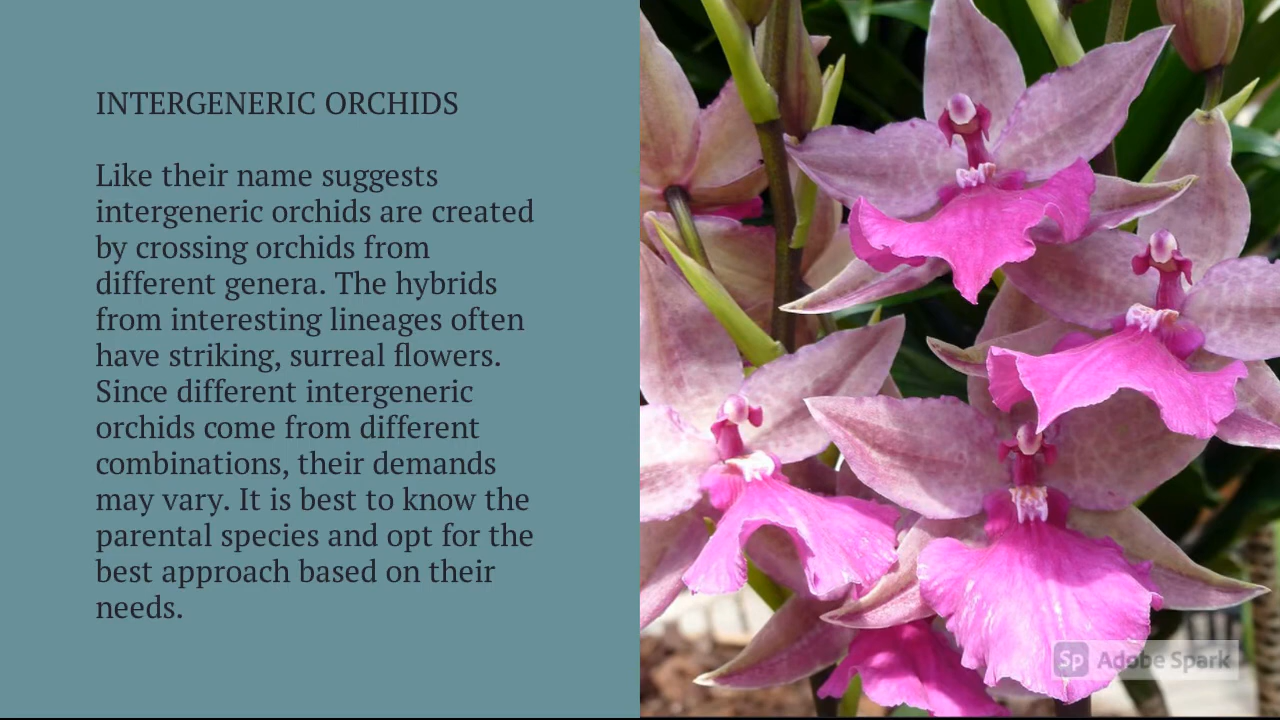 INTERGENERIC ORCHIDS
Like their name suggests
intergeneric orchids are created
by crossing orchids from
different genera. The hybrids
from interesting lineages often
have striking, surreal flowers.
Since different intergeneric
orchids come from different
combinations, their demands
may vary. It is best to know the
parental species and opt for the
best approach based on their
needs.
Sp Adobe Spark